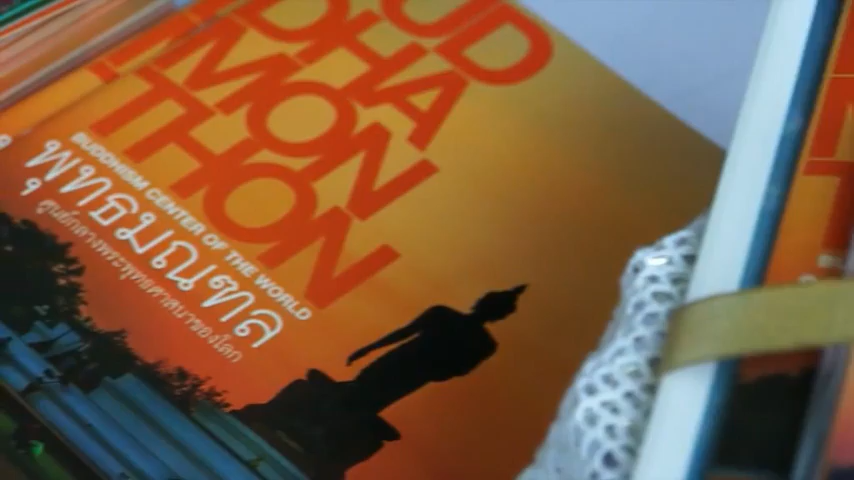 BUD
DHA
MON
THON
BUDDHISM CENTER OF THE WORLD
พุทธมณฑล
ศูนย์กลางพระพุทธศาสนาของโลก